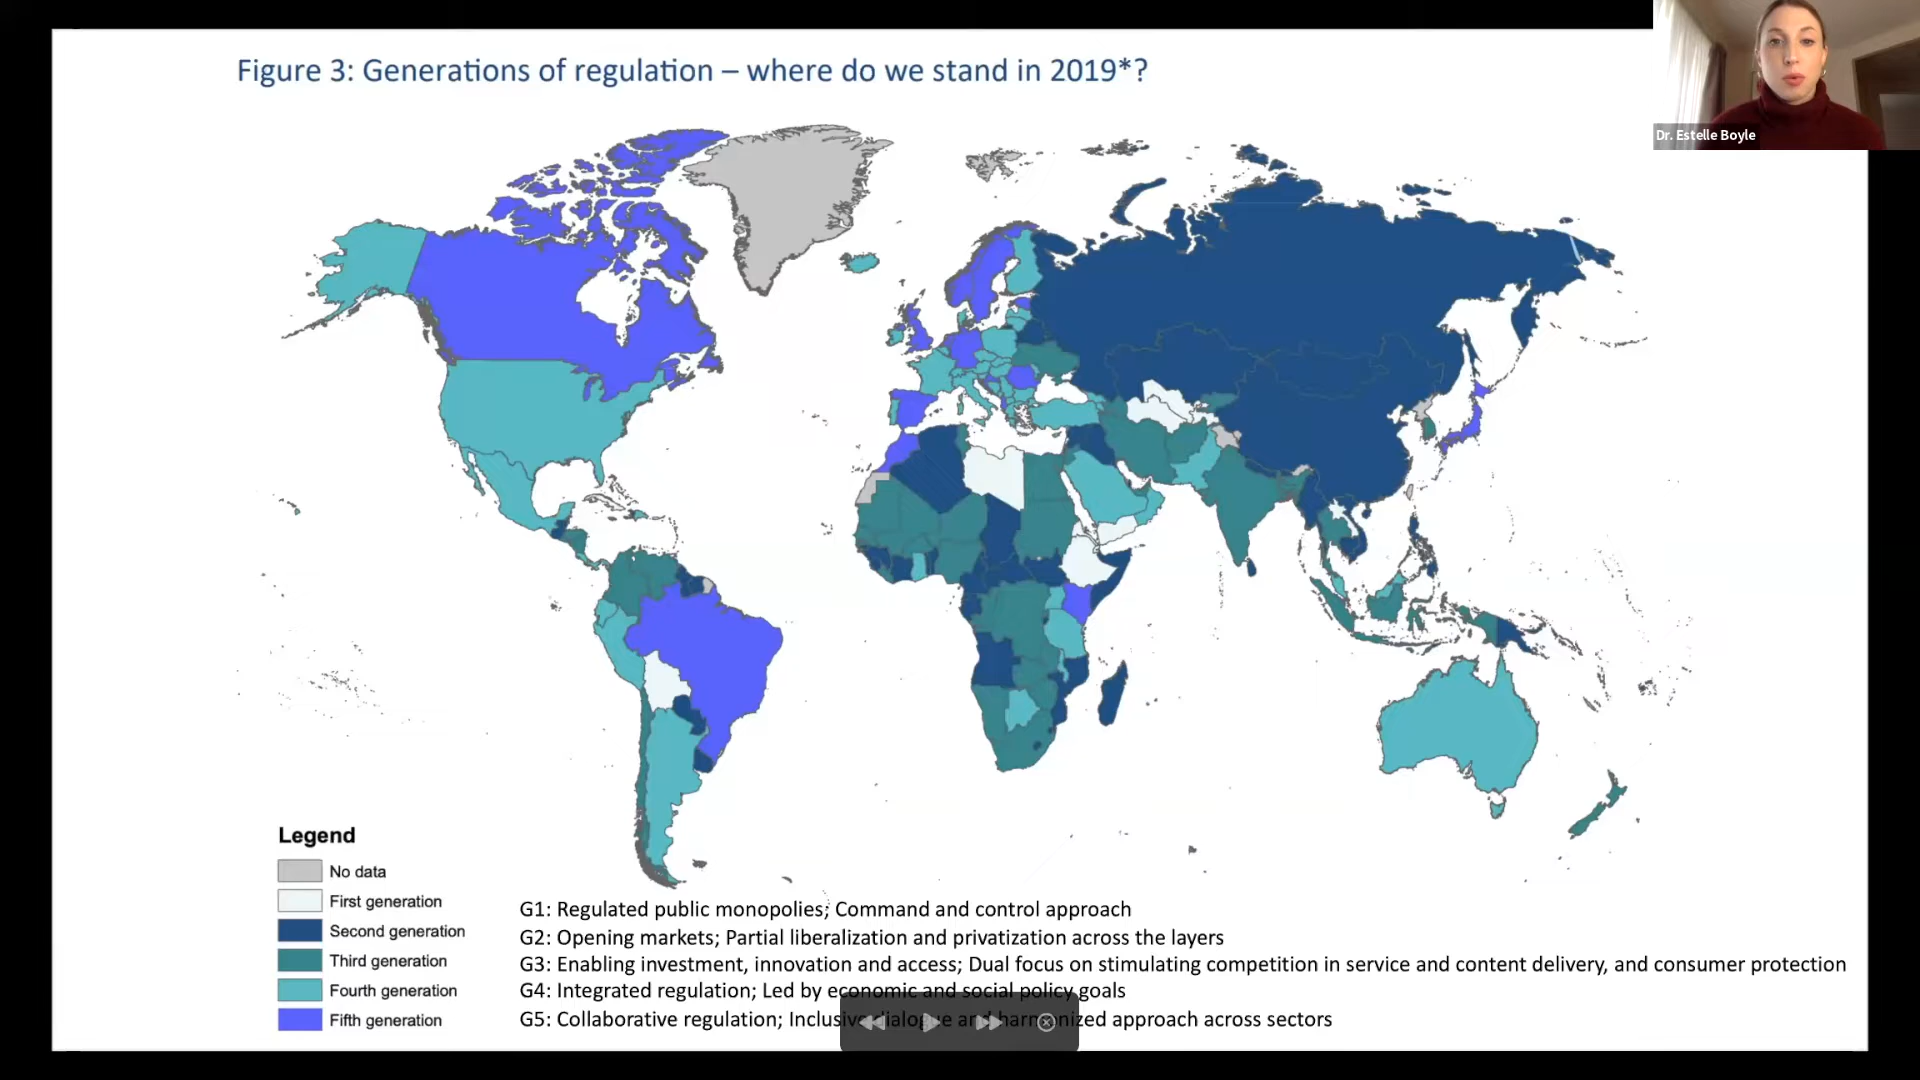 Figure 3: Generations of regulation – where do we stand in 2019*?
Dr. Estelle Boyle
Legend
No data
First generation
Second generation
Third generation
Fourth generation
Fifth generation
G1: Regulated public monopolies; Command and control approach
G2: Opening markets; Partial liberalization and privatization across the layers
G3: Enabling investment, innovation and access; Dual focus on stimulating competition in service and content delivery, and consumer protection
G4: Integrated regulation; Led by economic and social policy goals
G5: Collaborative regulation; Inclusive dialogue and harmonized approach across sectors